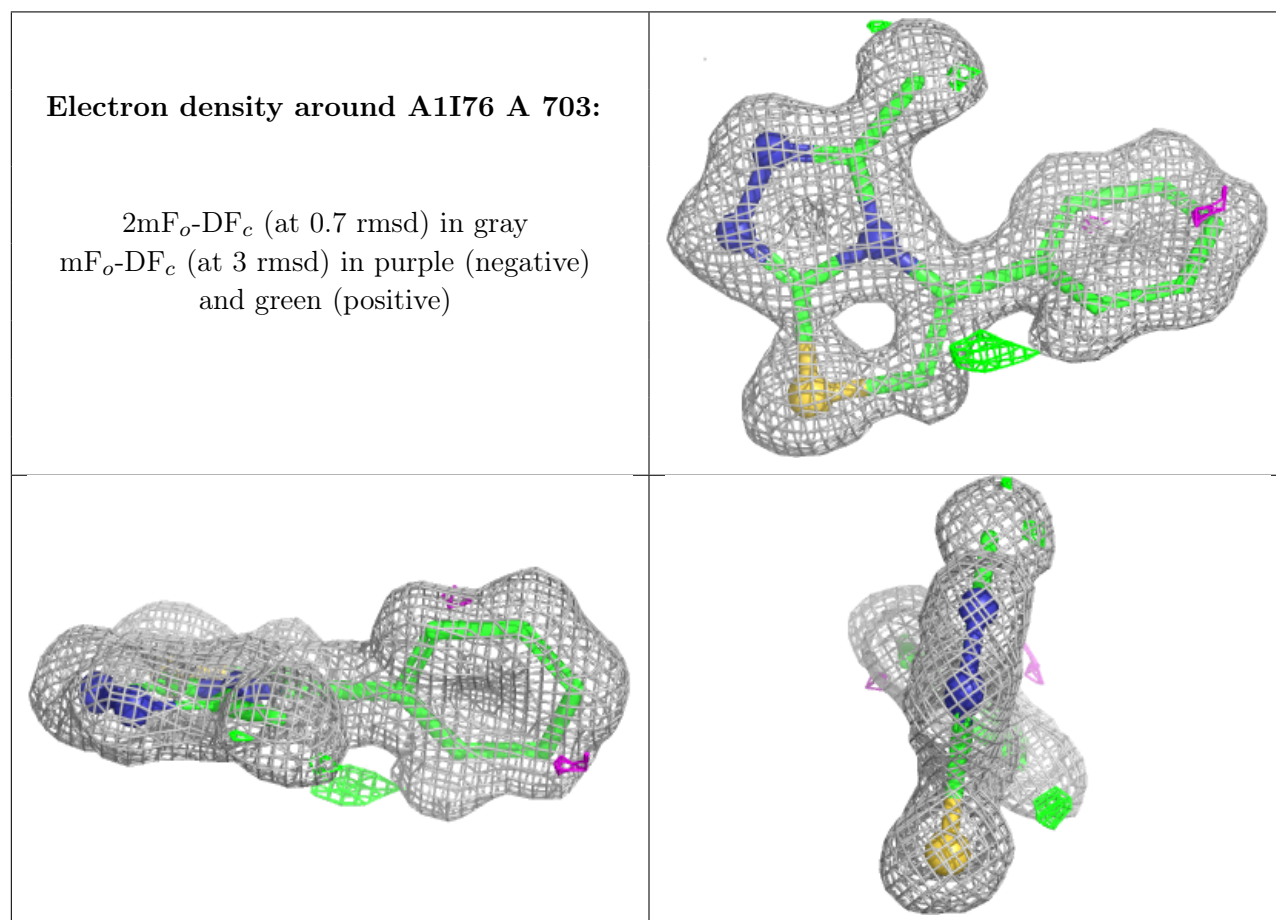 Electron density around A1I76 A 703:
2mFo-DFc (at 0.7 rmsd) in gray
mFo-DFc (at 3 rmsd) in purple (negative)
and green (positive)